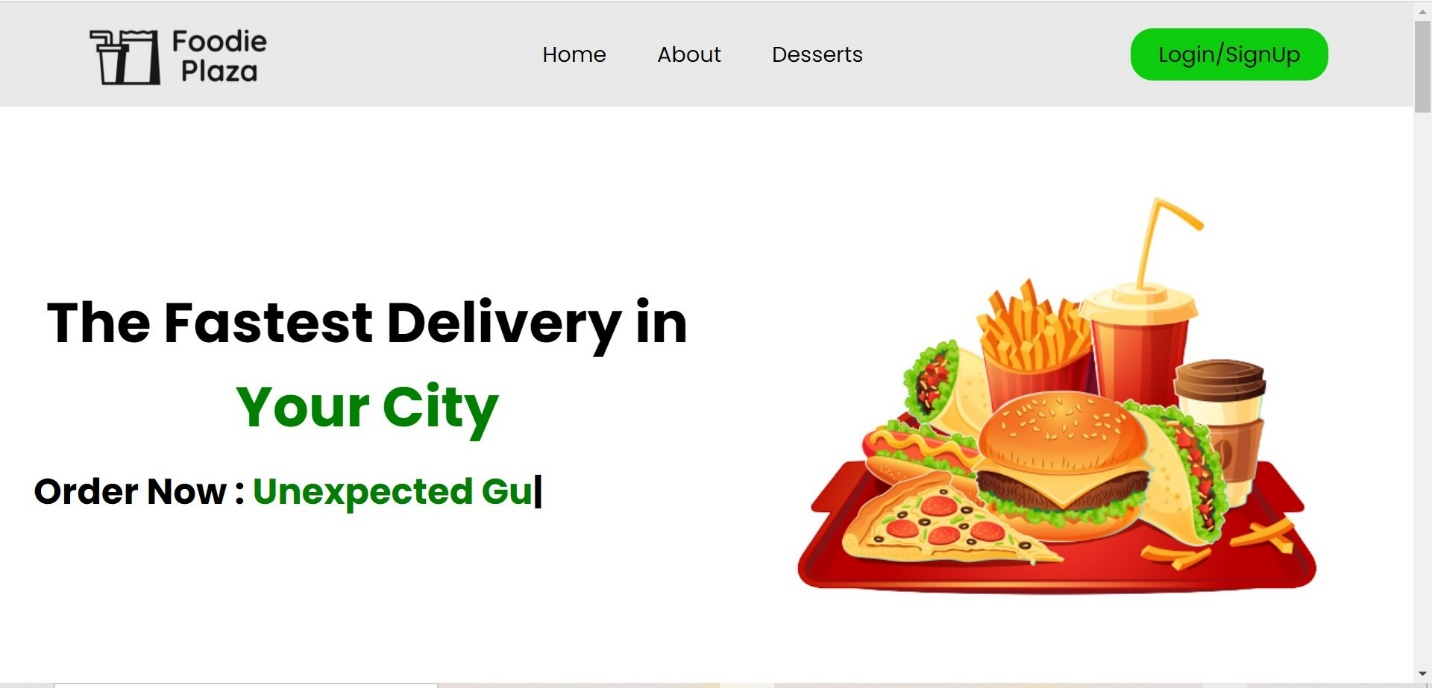 Foodie
Plaza
Home About Desserts
Login/SignUp
The Fastest Delivery in
Your City
Order Now : Unexpected Gu|